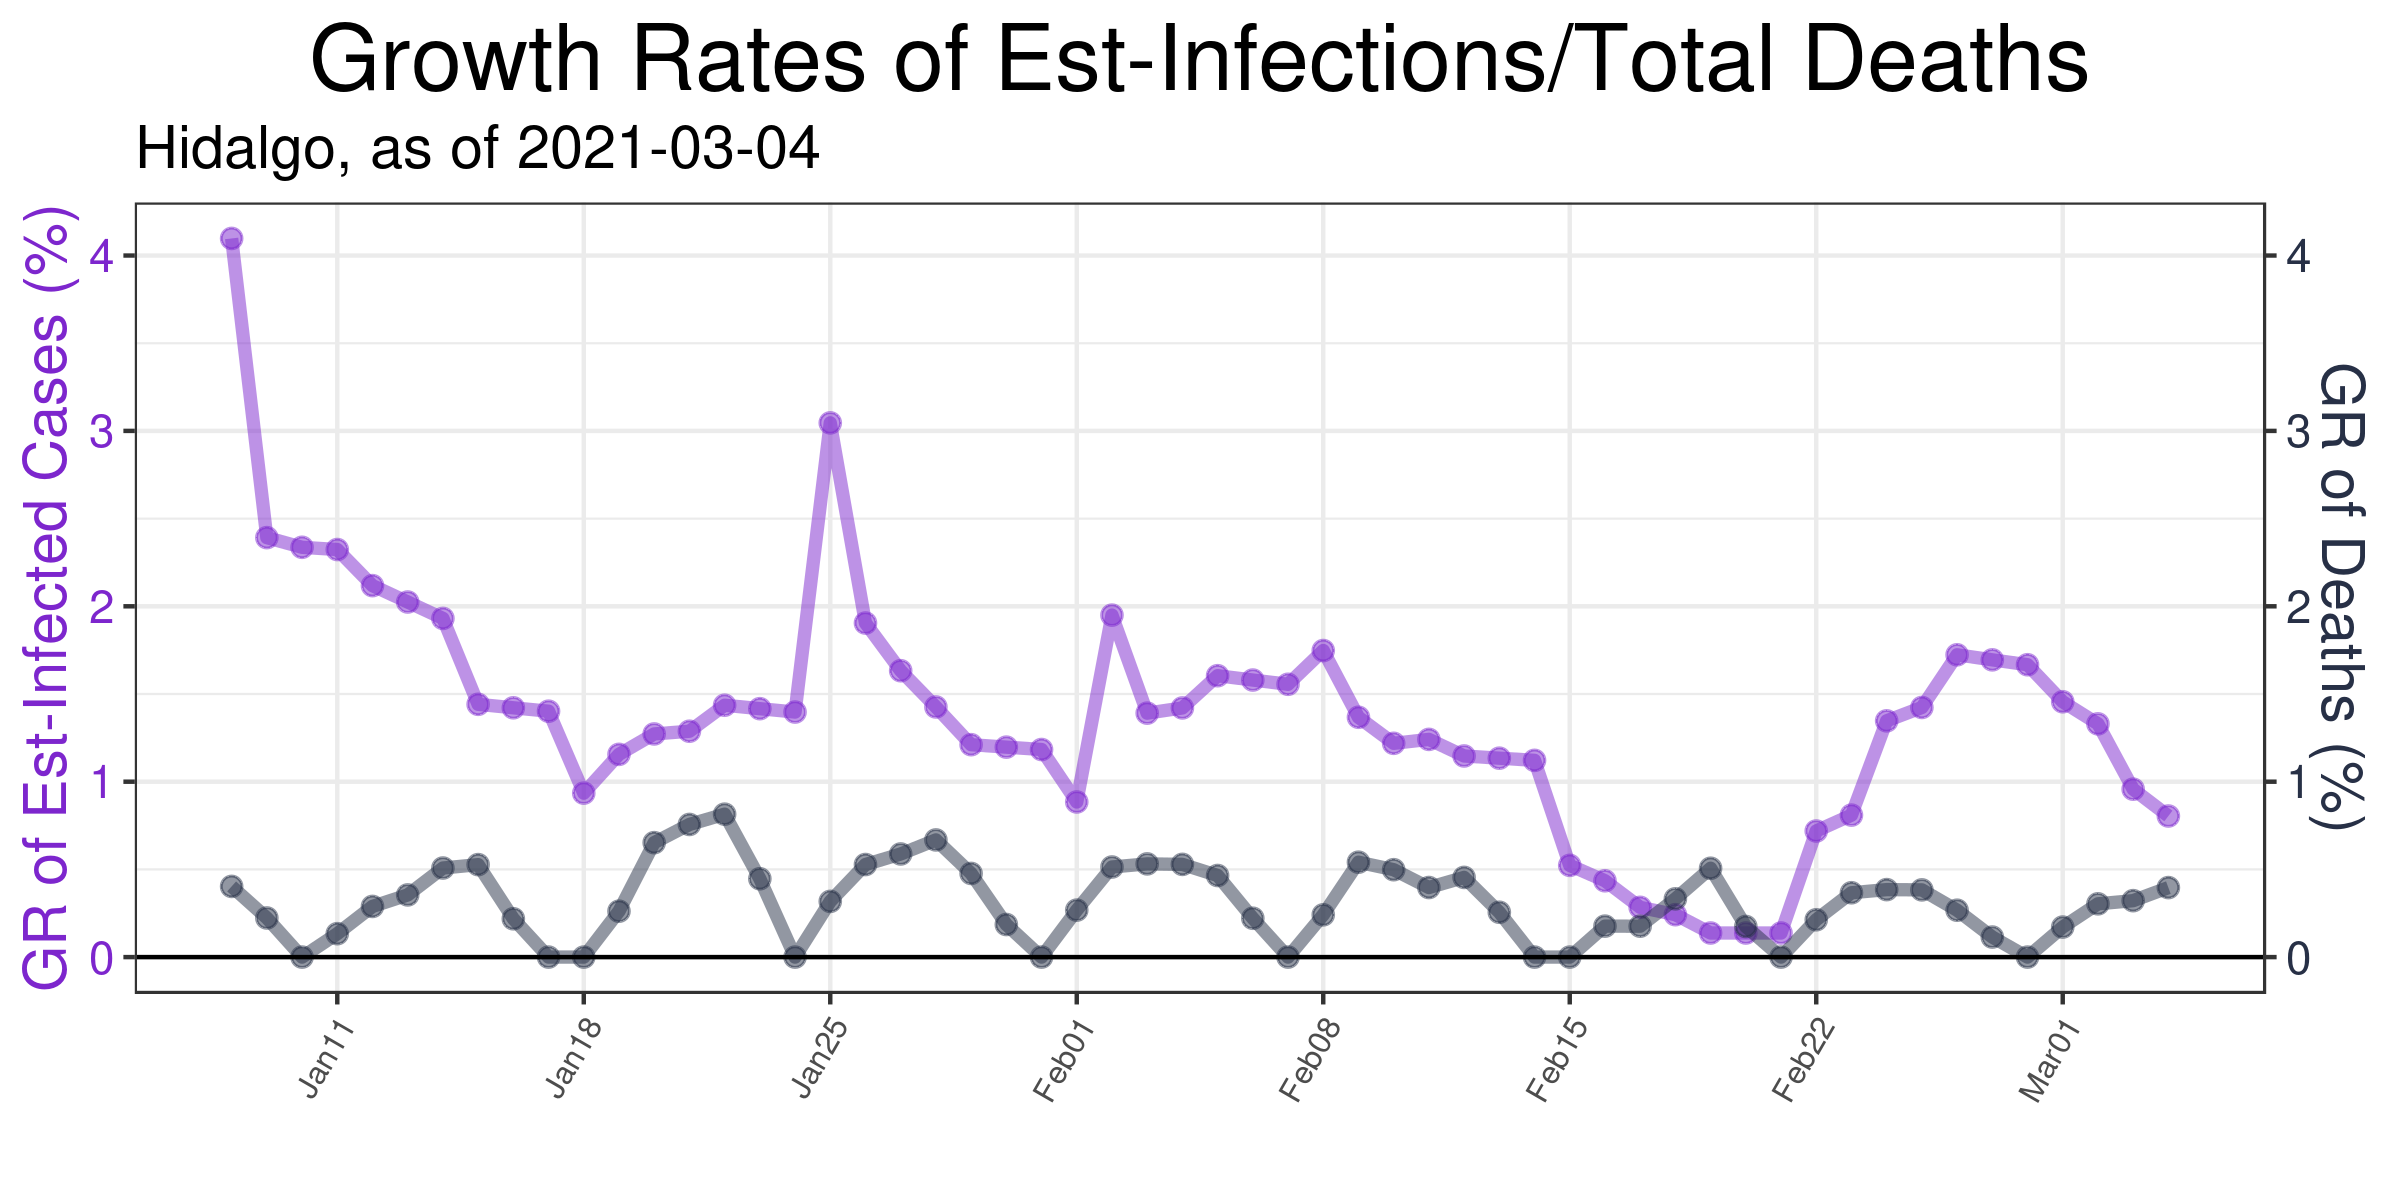 Growth Rates of Est-Infections/Total Deaths
Hidalgo, as of 2021-03-04
GR of Est-Infected Cases (%)
4
3
2
1
0
4
3
2
1
0
GR of Deaths (%)
Jan11
Jan18
Jan25
Feb01
Feb08
Feb15
Feb22
Mar01